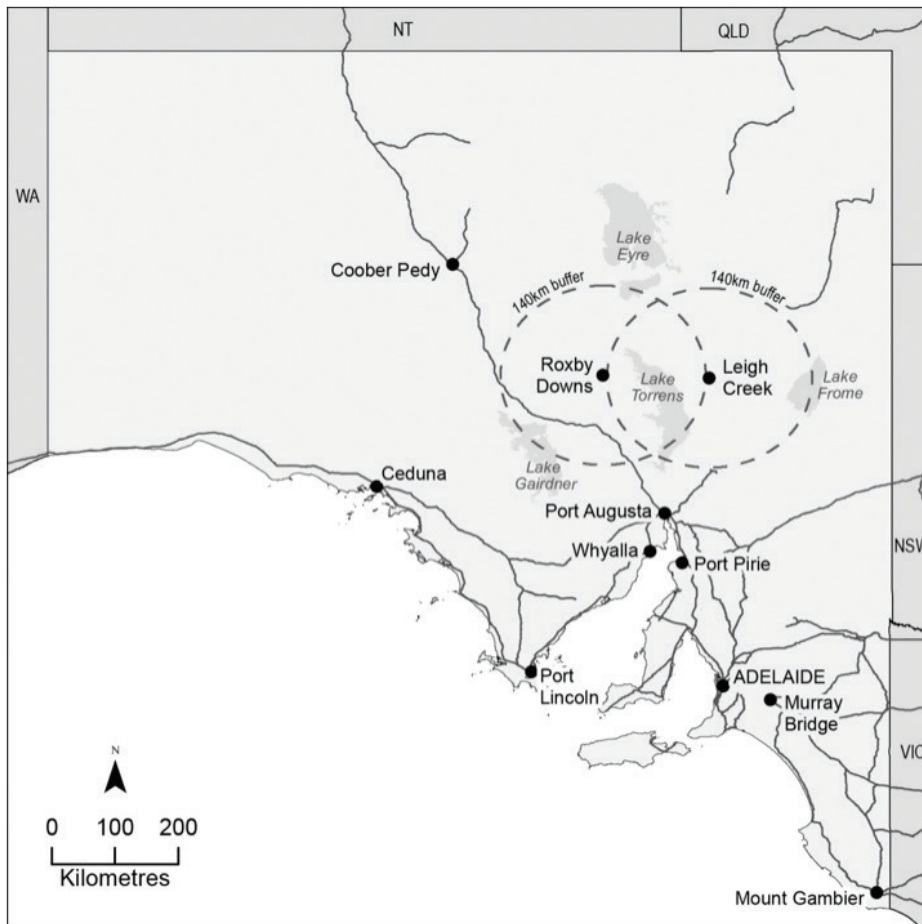 NT
QLD
WA
Lake
Eyre
Coober Pedy
140km buffer
140km buffer
Roxby
Downs
Lake
Torrens
Leigh
Creek
Lake
Frome
Ceduna
Lake
Gairdner
Port Augusta
Whyalla
Port Pirie
NSW
Port
Lincoln
ADELAIDE
Murray
Bridge
VIC
N
0 100 200
Kilometres
Mount Gambier